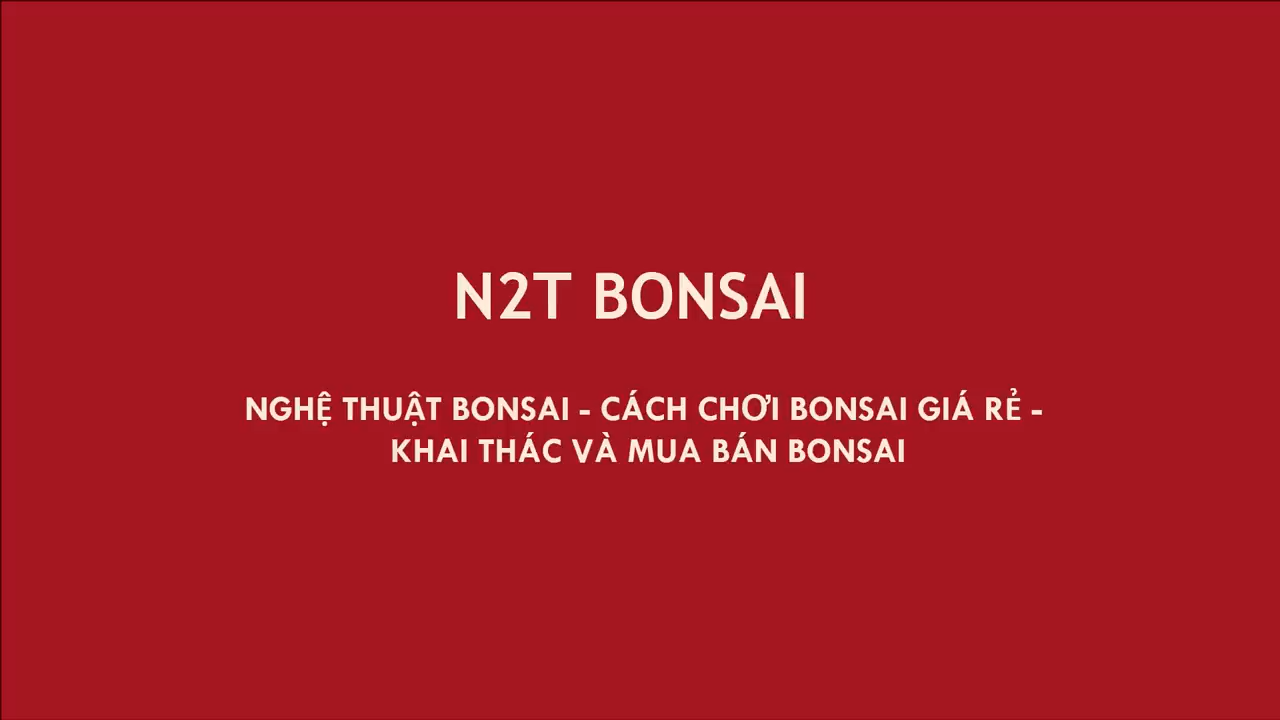 N2T BONSAI
NGHỆ THUẬT BONSAI - CÁCH CHƠI BONSAI GIÁ RẺ -
KHAI THÁC VÀ MUA BÁN BONSAI